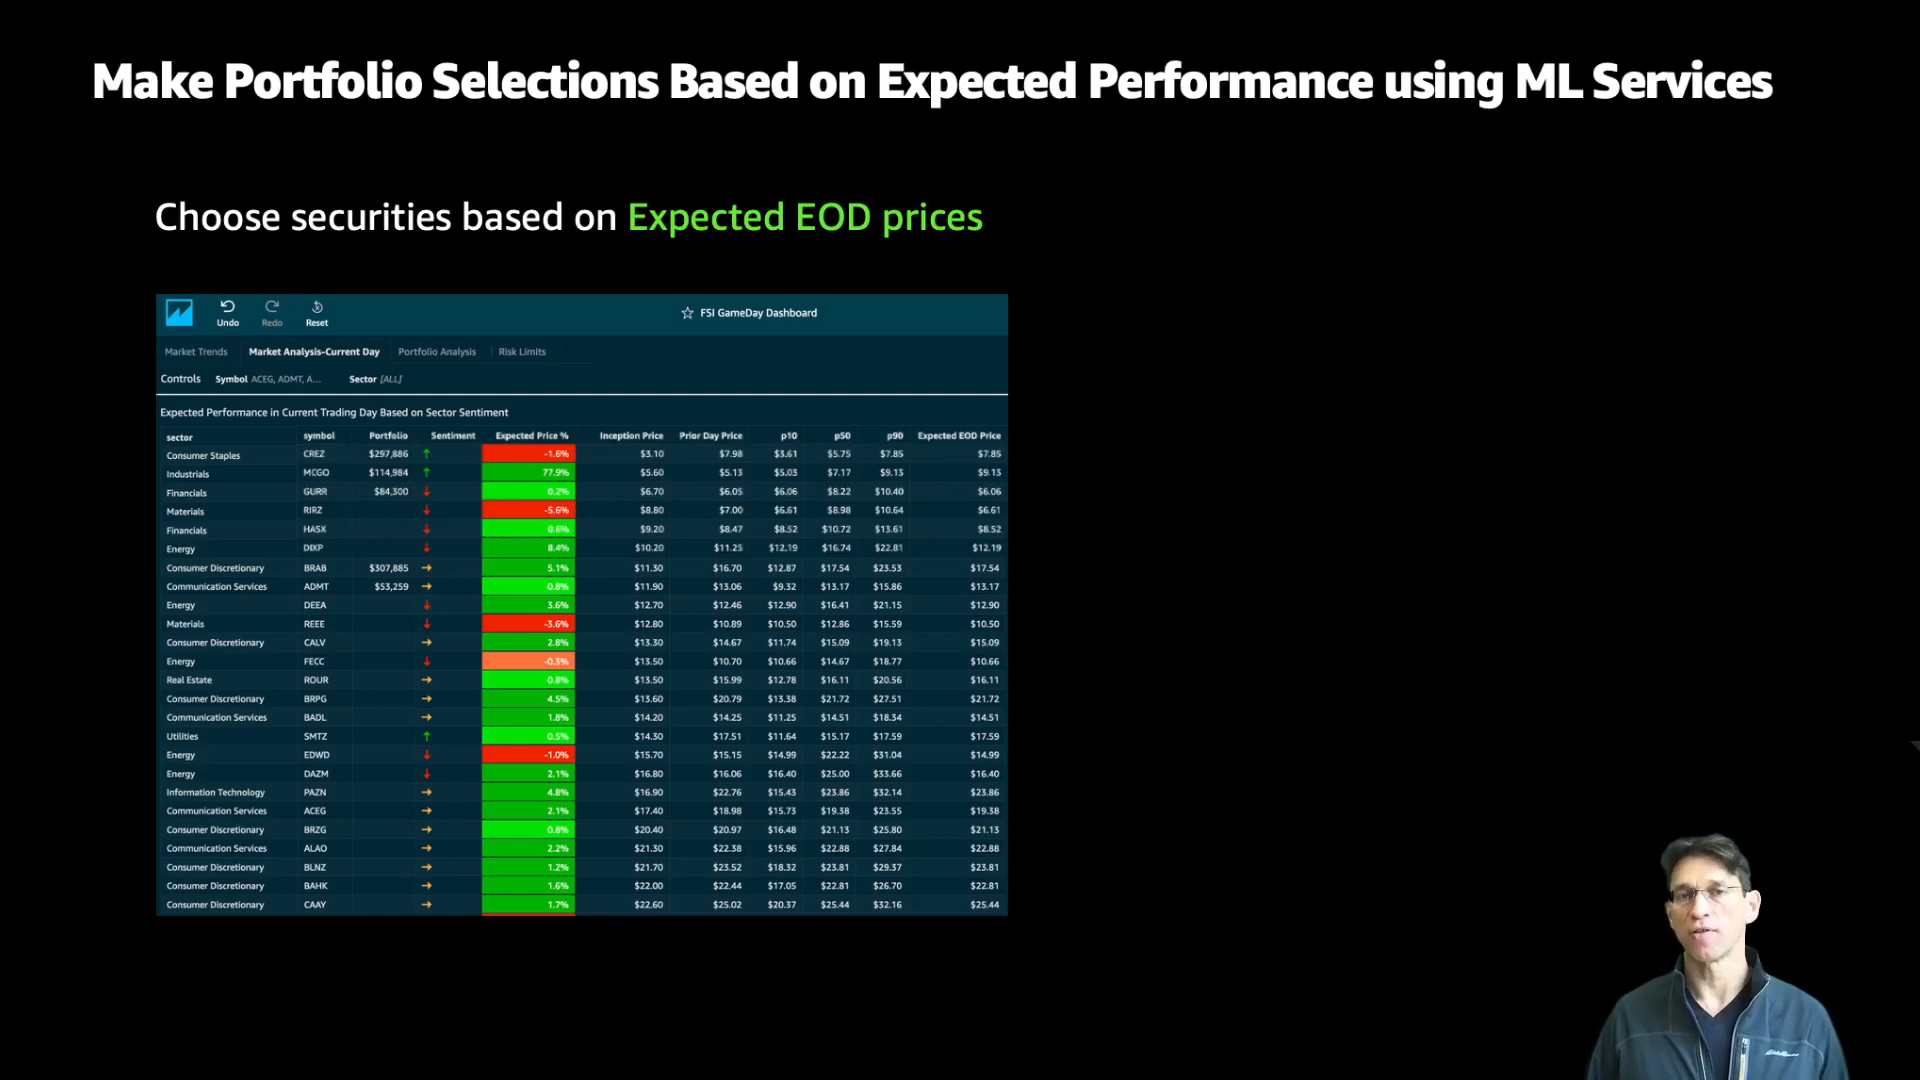 Make Portfolio Selections Based on Expected Performance using ML Services
Choose securities based on Expected EOD prices
Undo Redo Reset FSI GameDay Dashboard
Market Trends Market Analysis-Current Day Portfolio Analysis Risk Limits
Controls Symbol ACEG, ADMT, A... Sector [ALL]
Expected Performance in Current Trading Day Based on Sector Sentiment
sector symbol Portfolio Sentiment Expected Price % Inception Price Prior Day Price p10 p50 p90 Expected EOD Price
Consumer Staples CREZ $297,886 ↑ -1.6% $3.10 $7.98 $3.61 $5.75 $7.85 $7.85
Industrials MCGO $114,984 ↑ 77.9% $5.60 $5.13 $5.03 $7.17 $9.13 $9.13
Financials GURR $84,300 ↓ 0.2% $6.70 $6.05 $6.06 $8.22 $10.40 $6.06
Materials RIRZ ↓ -5.6% $8.80 $7.00 $6.61 $8.98 $10.64 $6.61
Financials HASX ↓ 0.6% $9.20 $8.47 $8.52 $10.72 $13.61 $8.52
Energy DIXP ↓ 8.4% $10.20 $11.25 $12.19 $16.74 $22.81 $12.19
Consumer Discretionary BRAB $307,885 → 5.1% $11.30 $16.70 $12.87 $17.54 $23.53 $17.54
Communication Services ADMT $53,259 → 0.8% $11.90 $13.06 $9.32 $13.17 $15.86 $13.17
Energy DEEA ↓ 3.6% $12.70 $12.46 $12.90 $16.41 $21.15 $12.90
Materials REEE ↓ -3.6% $12.80 $10.89 $10.50 $12.86 $15.59 $10.50
Consumer Discretionary CALV → 2.8% $13.30 $14.67 $11.74 $15.09 $19.13 $15.09
Energy FECC ↓ -0.3% $13.50 $10.70 $10.66 $14.67 $18.77 $10.66
Real Estate ROUR → 0.8% $13.50 $15.99 $12.78 $16.11 $20.56 $16.11
Consumer Discretionary BRPG → 4.5% $13.60 $20.79 $13.38 $21.72 $27.51 $21.72
Communication Services BADL → 1.8% $14.20 $14.25 $11.25 $14.51 $18.34 $14.51
Utilities SMTZ ↑ 0.5% $14.30 $17.51 $11.64 $15.17 $17.59 $17.59
Energy EDWD ↓ -1.0% $15.70 $15.15 $14.99 $22.22 $31.04 $14.99
Energy DAZM ↓ 2.1% $16.80 $16.06 $16.40 $25.00 $33.66 $16.40
Information Technology PAZN → 4.8% $16.90 $22.76 $15.43 $23.86 $32.14 $23.86
Communication Services ACEG → 2.1% $17.40 $18.98 $15.73 $19.38 $23.55 $19.38
Consumer Discretionary BRZG → 0.8% $20.40 $20.97 $16.48 $21.13 $25.80 $21.13
Communication Services ALAO → 2.2% $21.30 $22.38 $15.96 $22.88 $27.84 $22.88
Consumer Discretionary BLNZ → 1.2% $21.70 $23.52 $18.32 $23.81 $29.37 $23.81
Consumer Discretionary BAHK → 1.6% $22.00 $22.44 $17.05 $22.81 $26.70 $22.81
Consumer Discretionary CAAY → 1.7% $22.60 $25.02 $20.37 $25.44 $32.16 $25.44